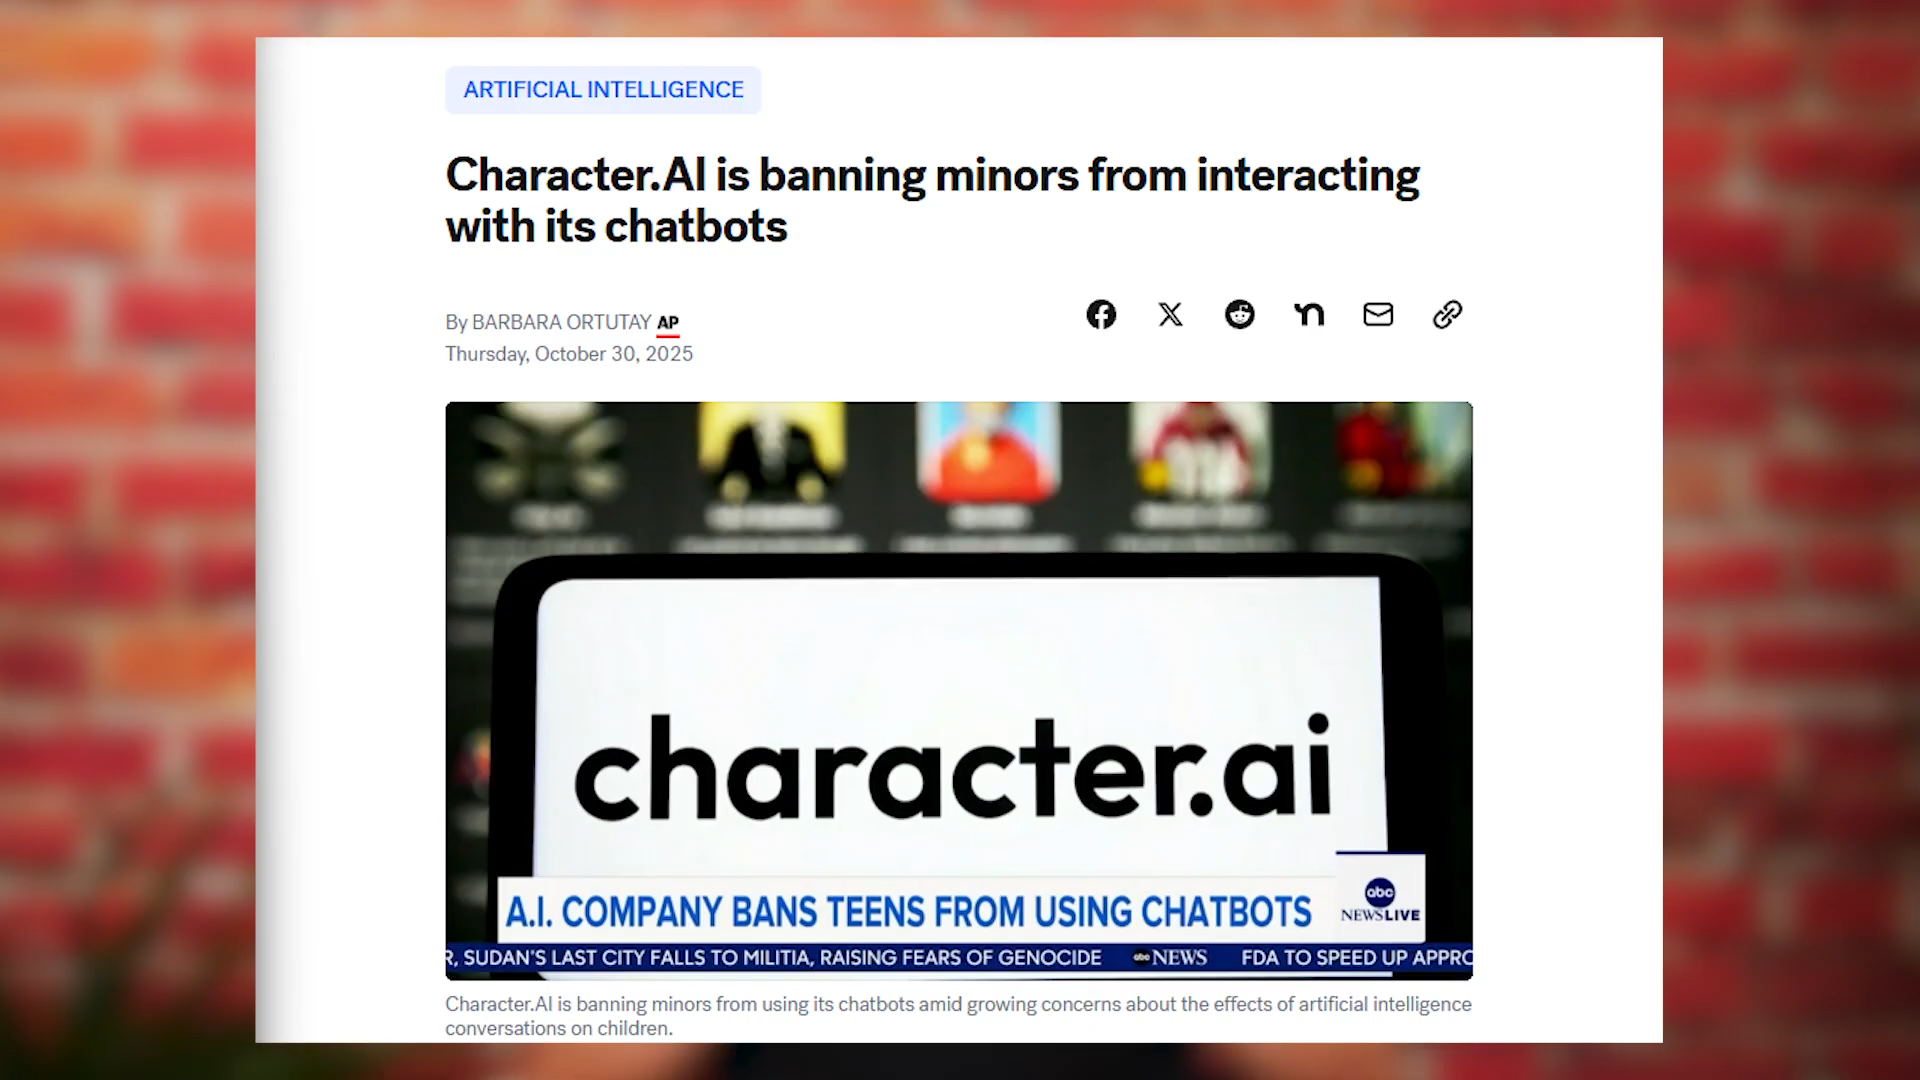 ARTIFICIAL INTELLIGENCE
Character.AI is banning minors from interacting
with its chatbots
By BARBARA ORTUTAY AP
Thursday, October 30, 2025
character.ai
A.I. COMPANY BANS TEENS FROM USING CHATBOTS
abc
NEWSLIVE
R, SUDAN'S LAST CITY FALLS TO MILITIA, RAISING FEARS OF GENOCIDE abc NEWS FDA TO SPEED UP APPRO
Character.AI is banning minors from using its chatbots amid growing concerns about the effects of artificial intelligence
conversations on children.